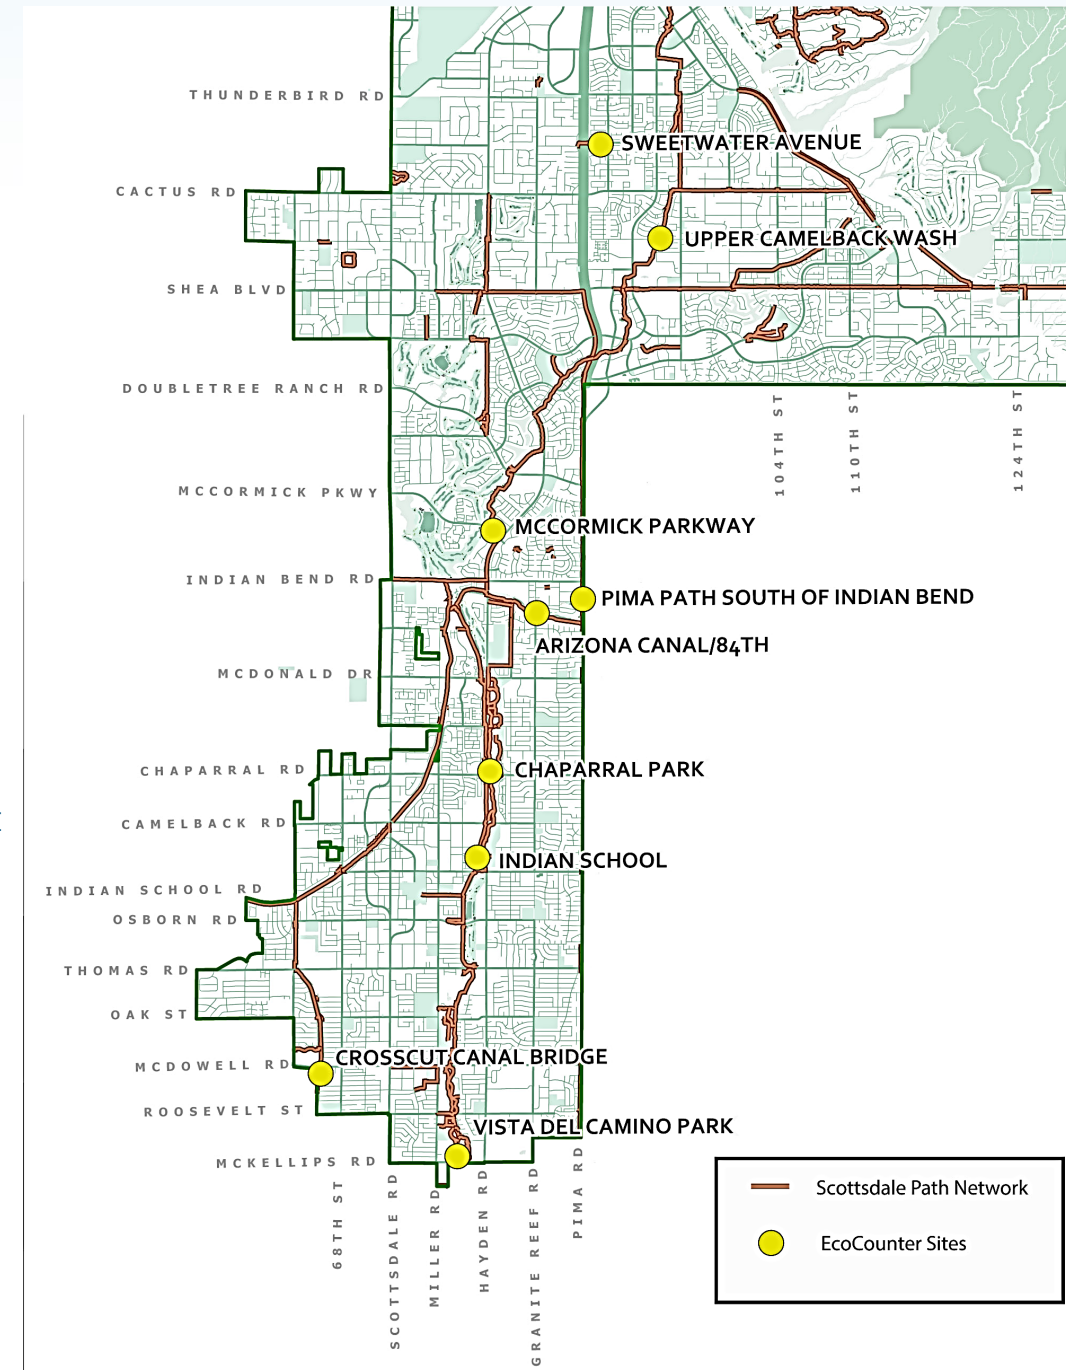 THUNDERBIRD RD
SWEETWATER AVENUE
CACTUS RD
UPPER CAMELBACK WASH
SHEA BLVD
DOUBLETREE RANCH RD
104TH ST
110TH ST
124TH ST
MCCORMICK PKWY
MCCORMICK PARKWAY
INDIAN BEND RD
PIMA PATH SOUTH OF INDIAN BEND
ARIZONA CANAL/84TH
MCDONALD DR
CHAPARRAL RD
CHAPARRAL PARK
CAMELBACK RD
INDIAN SCHOOL
INDIAN SCHOOL RD
OSBORN RD
THOMAS RD
OAK ST
CROSSCUT CANAL BRIDGE
MCDOWELL RD
ROOSEVELT ST
VISTA DEL CAMINO PARK
MCKELLIPS RD
68TH ST
SCOTTSDALE RD
MILLER RD
HAYDEN RD
GRANITE REEF RD
PIMA RD
Scottsdale Path Network
EcoCounter Sites